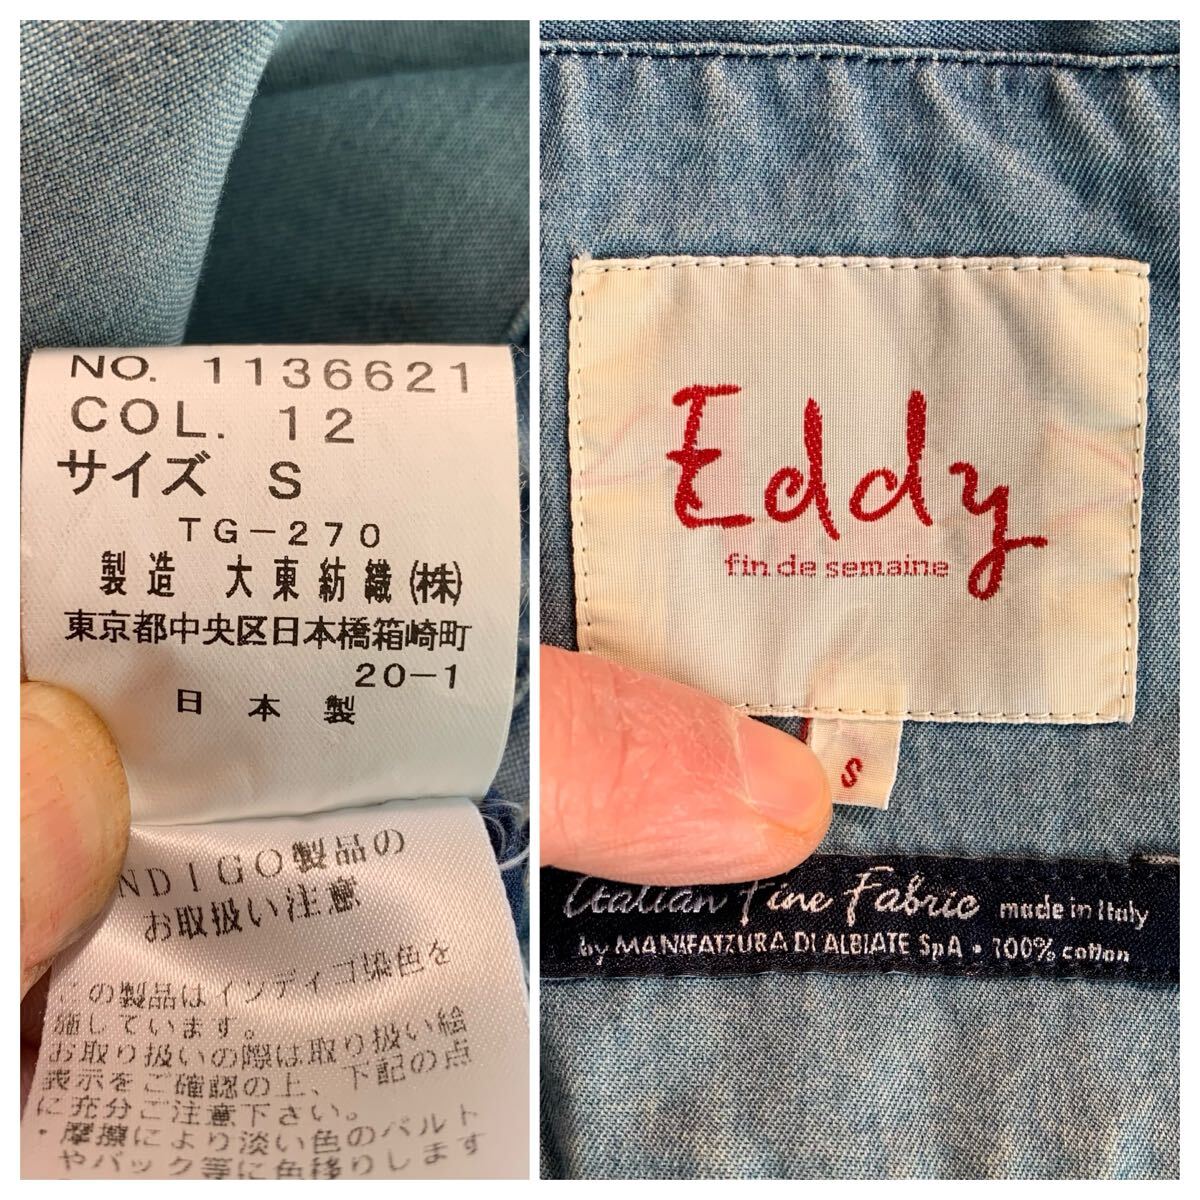 NO. 1136621
COL. 12
サイズ S
TG-270
製造 大東紡織(株)
東京都中央区日本橋箱崎町
20-1
日本製
NDIGO製品の
お取扱い注意
この製品はインディゴ染色を
施しています。
お取り扱いの際は取り扱い絵
表示をご確認の上、下記の点
に充分ご注意下さい。
・摩擦により淡い色のベルト
やバック等に色移りします
Eddy
fin de semaine
S
Italian Fine Fabric made in Italy
by MANIFATTURA DI ALBIATE SpA • 100% cotton